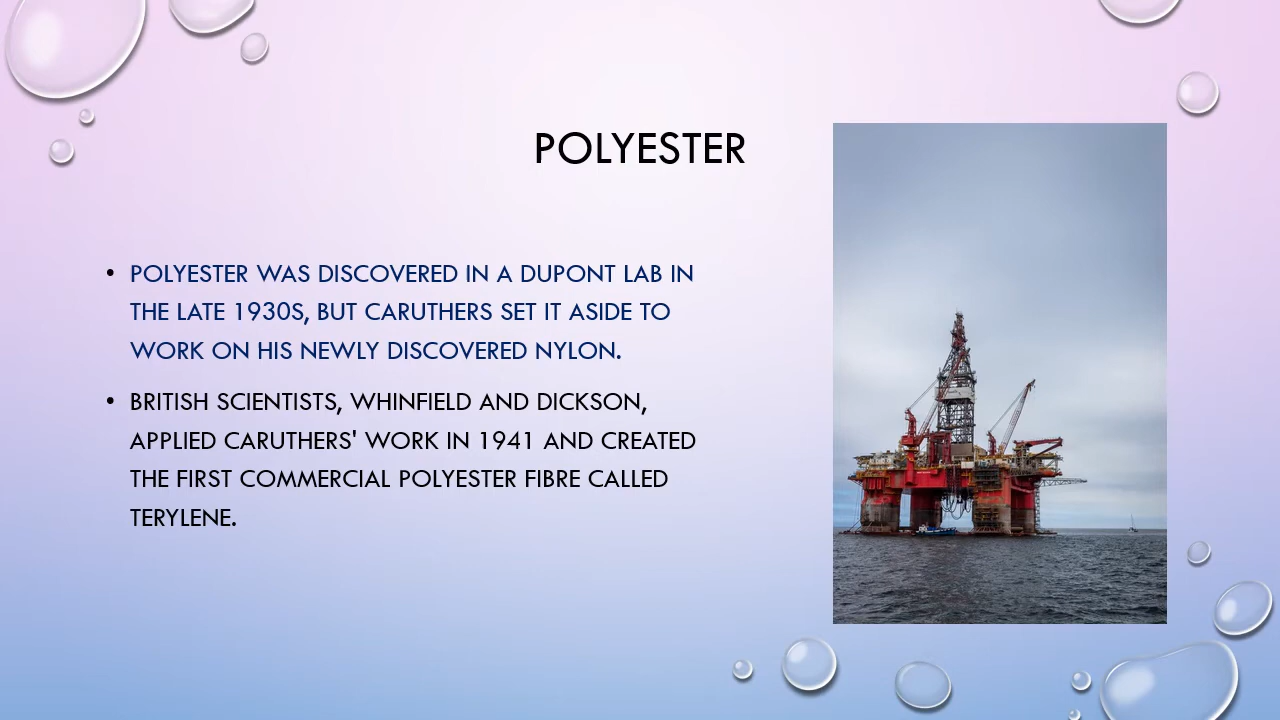 POLYESTER
• POLYESTER WAS DISCOVERED IN A DUPONT LAB IN
THE LATE 1930S, BUT CARUTHERS SET IT ASIDE TO
WORK ON HIS NEWLY DISCOVERED NYLON.
• BRITISH SCIENTISTS, WHINFIELD AND DICKSON,
APPLIED CARUTHERS' WORK IN 1941 AND CREATED
THE FIRST COMMERCIAL POLYESTER FIBRE CALLED
TERYLENE.